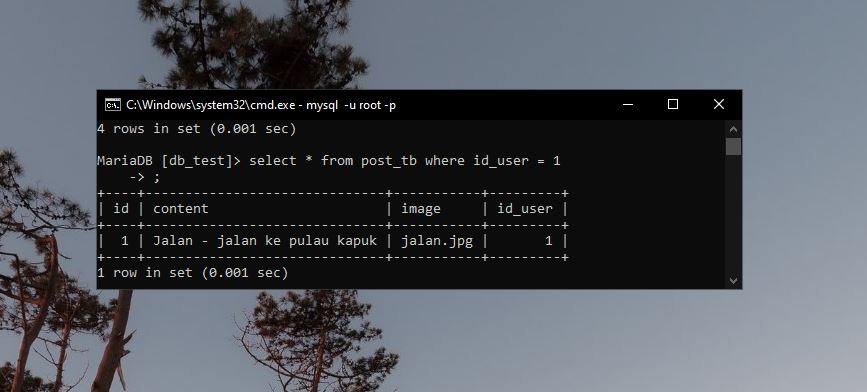 C:\Windows\system32\cmd.exe - mysql  -u root -p
4 rows in set (0.001 sec)
MariaDB [db_test]> select * from post_tb where id_user = 1
    -> ;
+----+------------------------------+-----------+---------+
| id | content                      | image     | id_user |
+----+------------------------------+-----------+---------+
|  1 | Jalan - jalan ke pulau kapuk | jalan.jpg |       1 |
+----+------------------------------+-----------+---------+
1 row in set (0.001 sec)